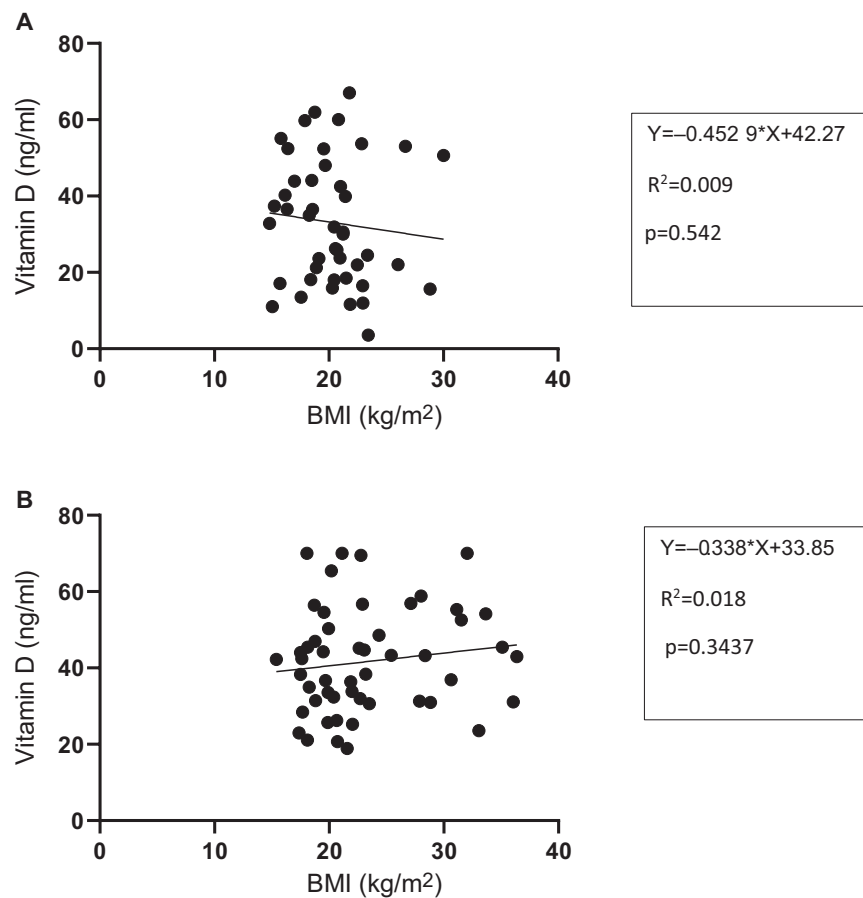 A
80
60
40
20
0
Vitamin D (ng/ml)
0 10 20 30 40
BMI (kg/m²)
Y=–0.452 9*X+42.27
R²=0.009
p=0.542
B
80
60
40
20
0
Vitamin D (ng/ml)
0 10 20 30 40
BMI (kg/m²)
Y=–0.338*X+33.85
R²=0.018
p=0.3437